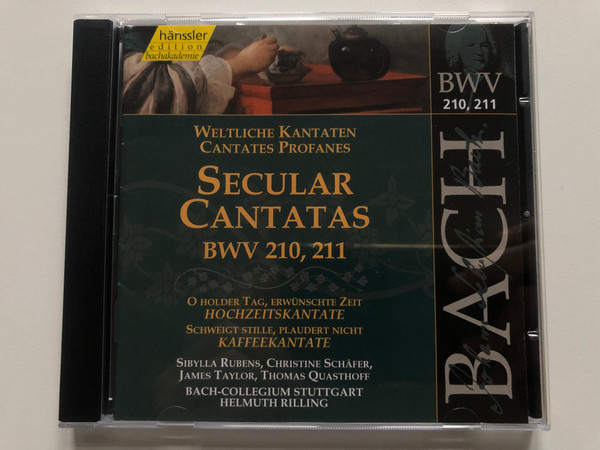 hänssler
edition
bachakademie
BWV
210, 211
WELTLICHE KANTATEN
CANTATES PROFANES
SECULAR
CANTATAS
BWV 210, 211
O HOLDER TAG, ERWÜNSCHTE ZEIT
HOCHZEITSKANTATE
SCHWEIGT STILLE, PLAUDERT NICHT
KAFFEEKANTATE
SIBYLLA RUBENS, CHRISTINE SCHÄFER,
JAMES TAYLOR, THOMAS QUASTHOFF
BACH-COLLEGIUM STUTTGART
HELMUTH RILLING
BACH